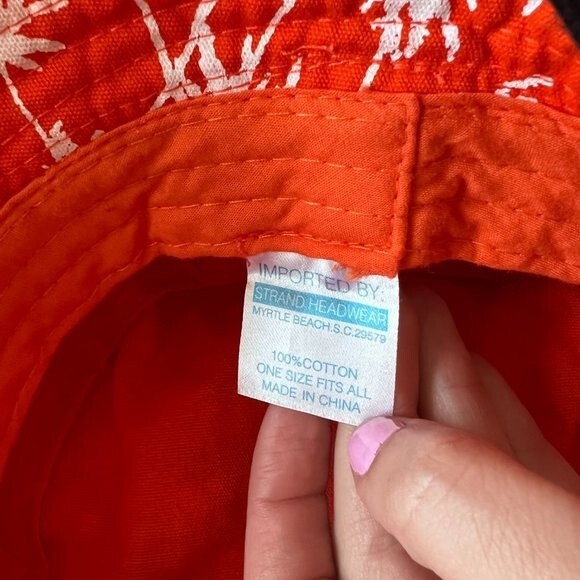 IMPORTED BY:
STRAND HEADWEAR
MYRTLE BEACH.S.C.29579
100%COTTON
ONE SIZE FITS ALL
MADE IN CHINA